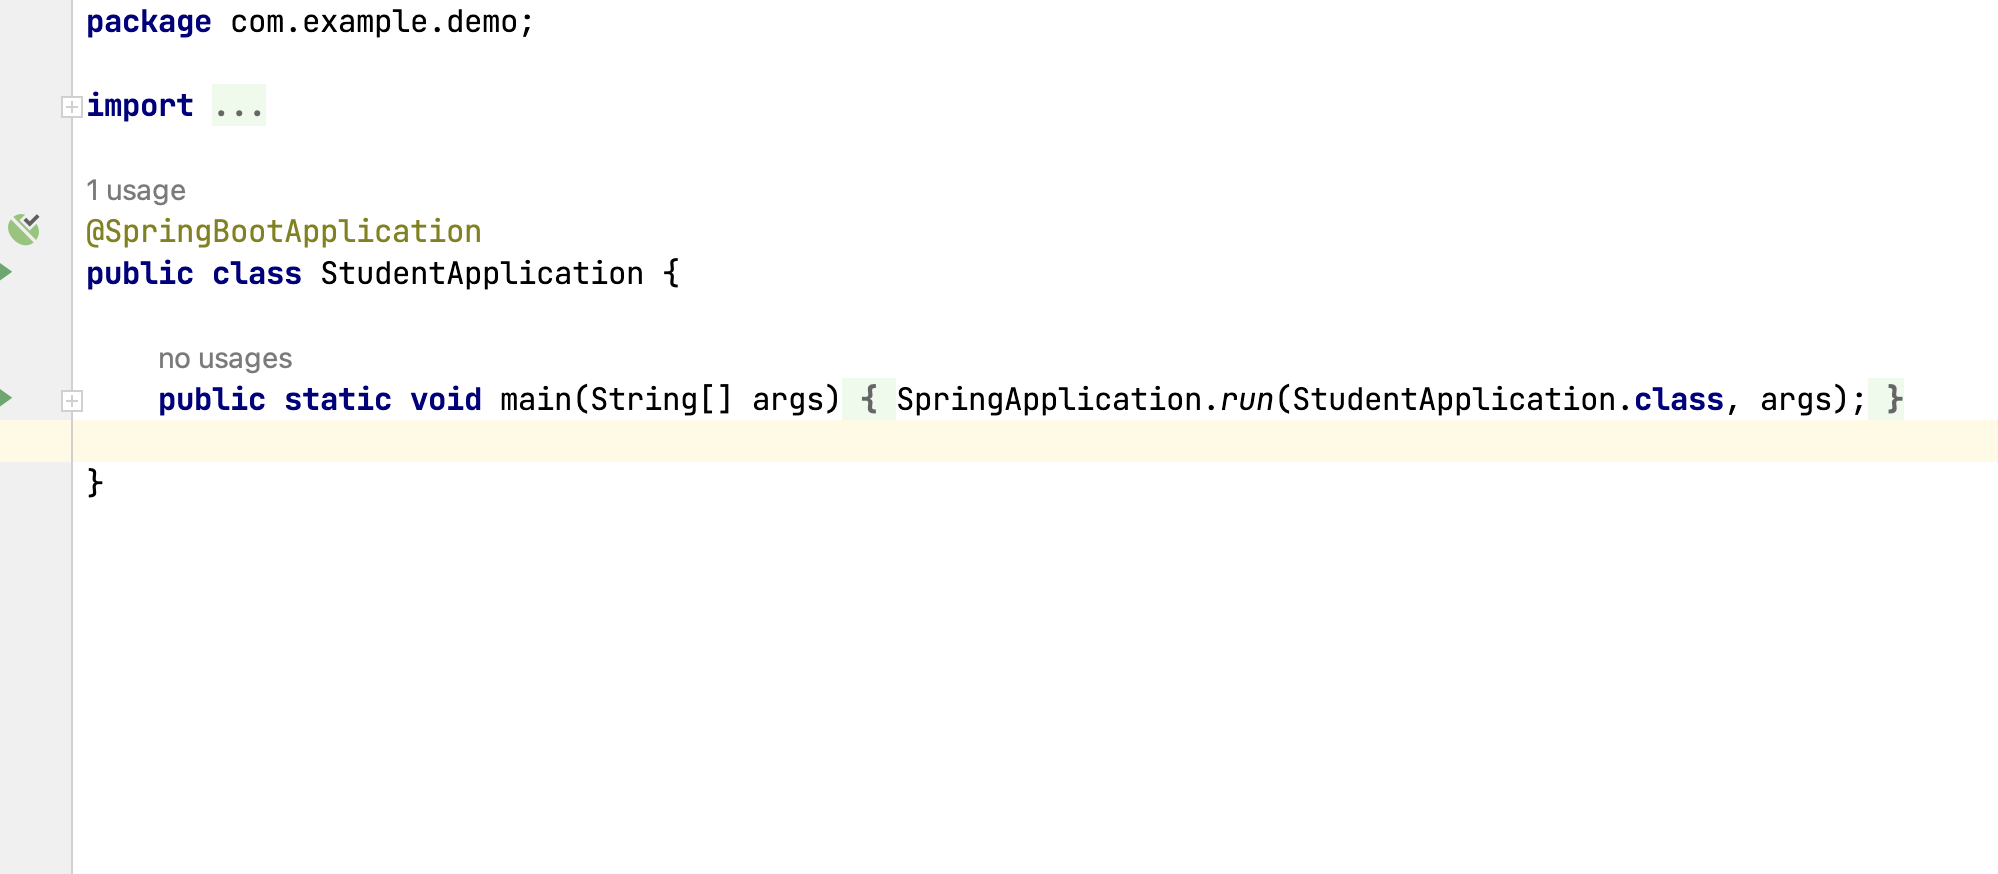 package com.example.demo;
import ...
1 usage
@SpringBootApplication
public class StudentApplication {
no usages
public static void main(String[] args) { SpringApplication.run(StudentApplication.class, args); }
}